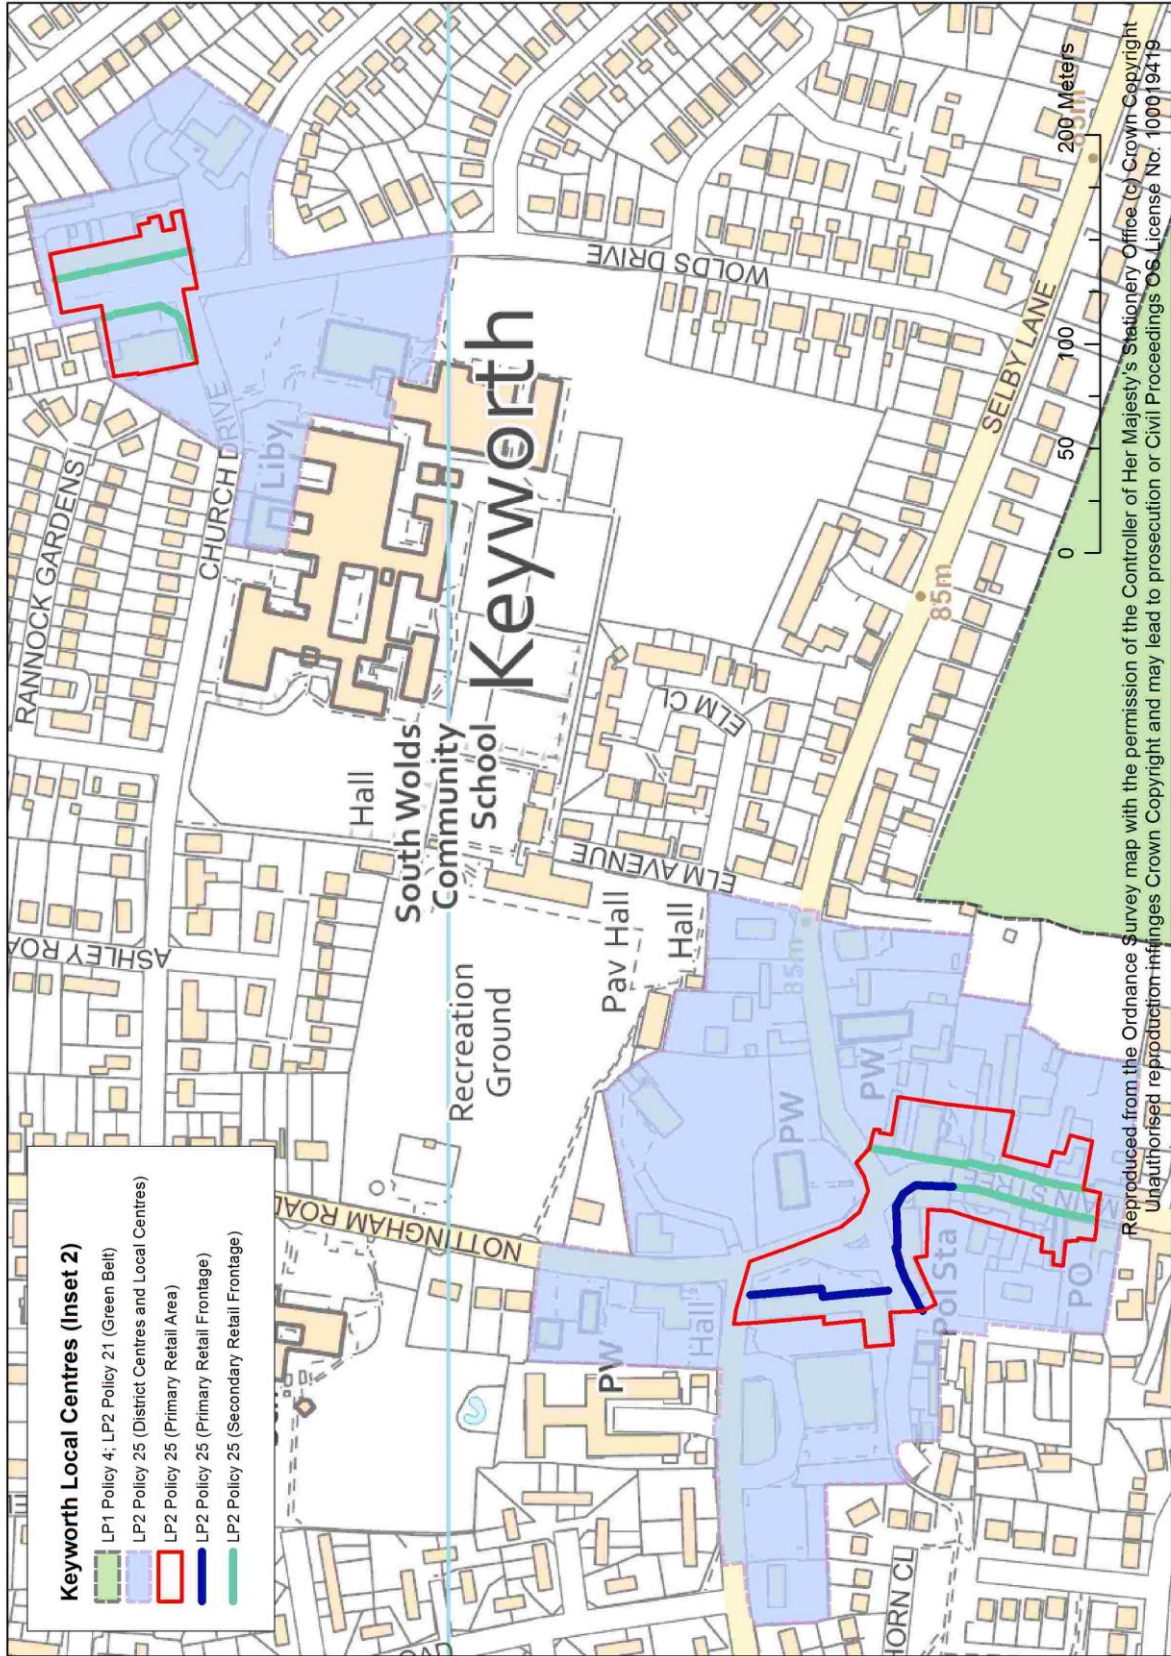 Keyworth Local Centres (Inset 2)
LP1 Policy 4; LP2 Policy 21 (Green Belt)
LP2 Policy 25 (District Centres and Local Centres)
LP2 Policy 25 (Primary Retail Area)
LP2 Policy 25 (Primary Retail Frontage)
LP2 Policy 25 (Secondary Retail Frontage)
RANNOCK GARDENS
CHURCH DRIVE
Liby
ASHLEY ROA
Hall
South Wolds
Community
School
Keyworth
WOLDS DRIVE
NOTTINGHAM ROAD
Recreation
Ground
Pav Hall
Hall
ELM AVENUE
ELM CL
SELBY LANE
85m
85m
85m
PW
Hall
PW
PW
Pol Sta
MAIN STREE
PO
HORN CL
OAD
0
50
100
200 Meters
Reproduced from the Ordnance Survey map with the permission of the Controller of Her Majesty's Stationery Office (c) Crown Copyright
Unauthorised reproduction infringes Crown Copyright and may lead to prosecution or Civil Proceedings OS License No. 100019419